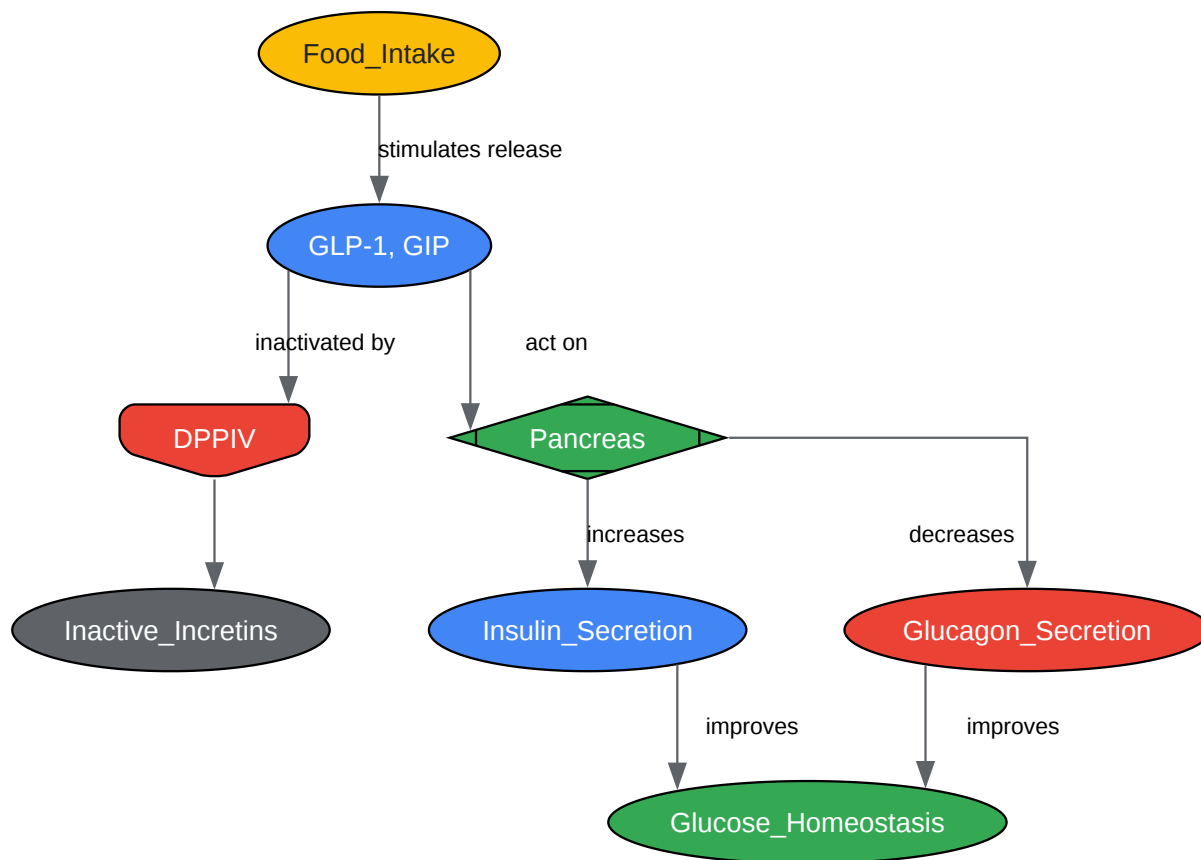 Food_Intake
stimulates release
GLP-1, GIP
inactivated by
act on
DPPIV
Pancreas
increases
decreases
Inactive_Incretins
Insulin_Secretion
Glucagon_Secretion
improves
improves
Glucose_Homeostasis